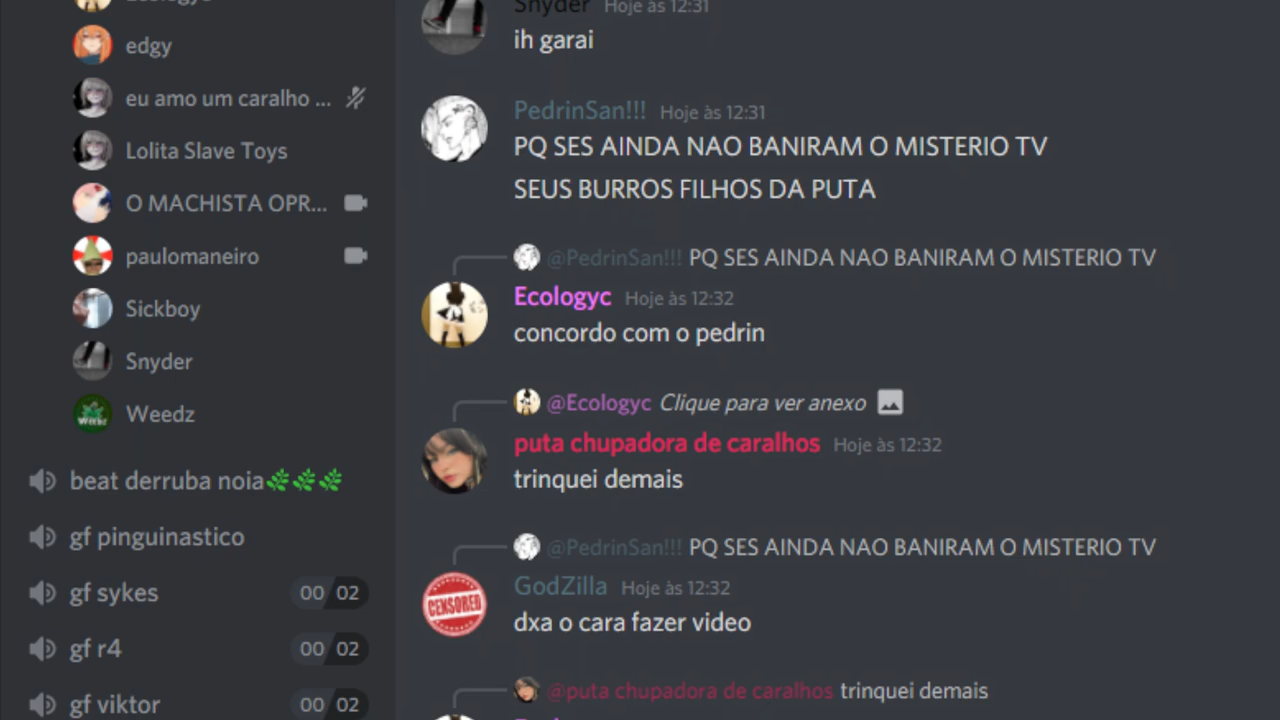 edgy
eu amo um caralho ...
Lolita Slave Toys
O MACHISTA OPR...
paulomaneiro
Sickboy
Snyder
Weedz
beat derruba noia🌿🌿🌿
gf pinguinastico
gf sykes 00 02
gf r4 00 02
gf viktor 00 02
Snyder Hoje às 12:31
ih garai
PedrinSan!!! Hoje às 12:31
PQ SES AINDA NAO BANIRAM O MISTERIO TV
SEUS BURROS FILHOS DA PUTA
@PedrinSan!!! PQ SES AINDA NAO BANIRAM O MISTERIO TV
Ecologyc Hoje às 12:32
concordo com o pedrin
@Ecologyc Clique para ver anexo
puta chupadora de caralhos Hoje às 12:32
trinquei demais
@PedrinSan!!! PQ SES AINDA NAO BANIRAM O MISTERIO TV
CENSORED
GodZilla Hoje às 12:32
dxa o cara fazer video
@puta chupadora de caralhos trinquei demais